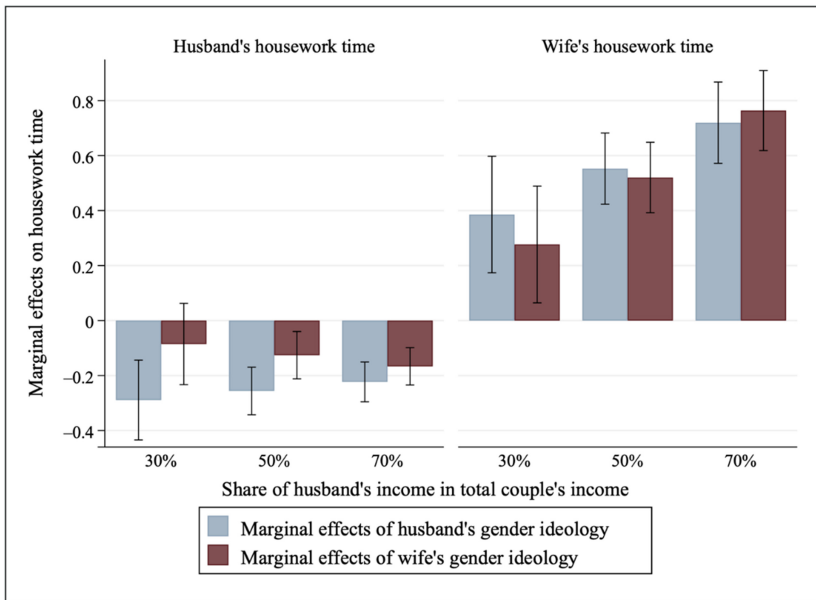 Husband's housework time
Wife's housework time
Marginal effects on housework time
0.8
0.6
0.4
0.2
0
−0.2
−0.4
30%
50%
70%
30%
50%
70%
Share of husband's income in total couple's income
Marginal effects of husband's gender ideology
Marginal effects of wife's gender ideology